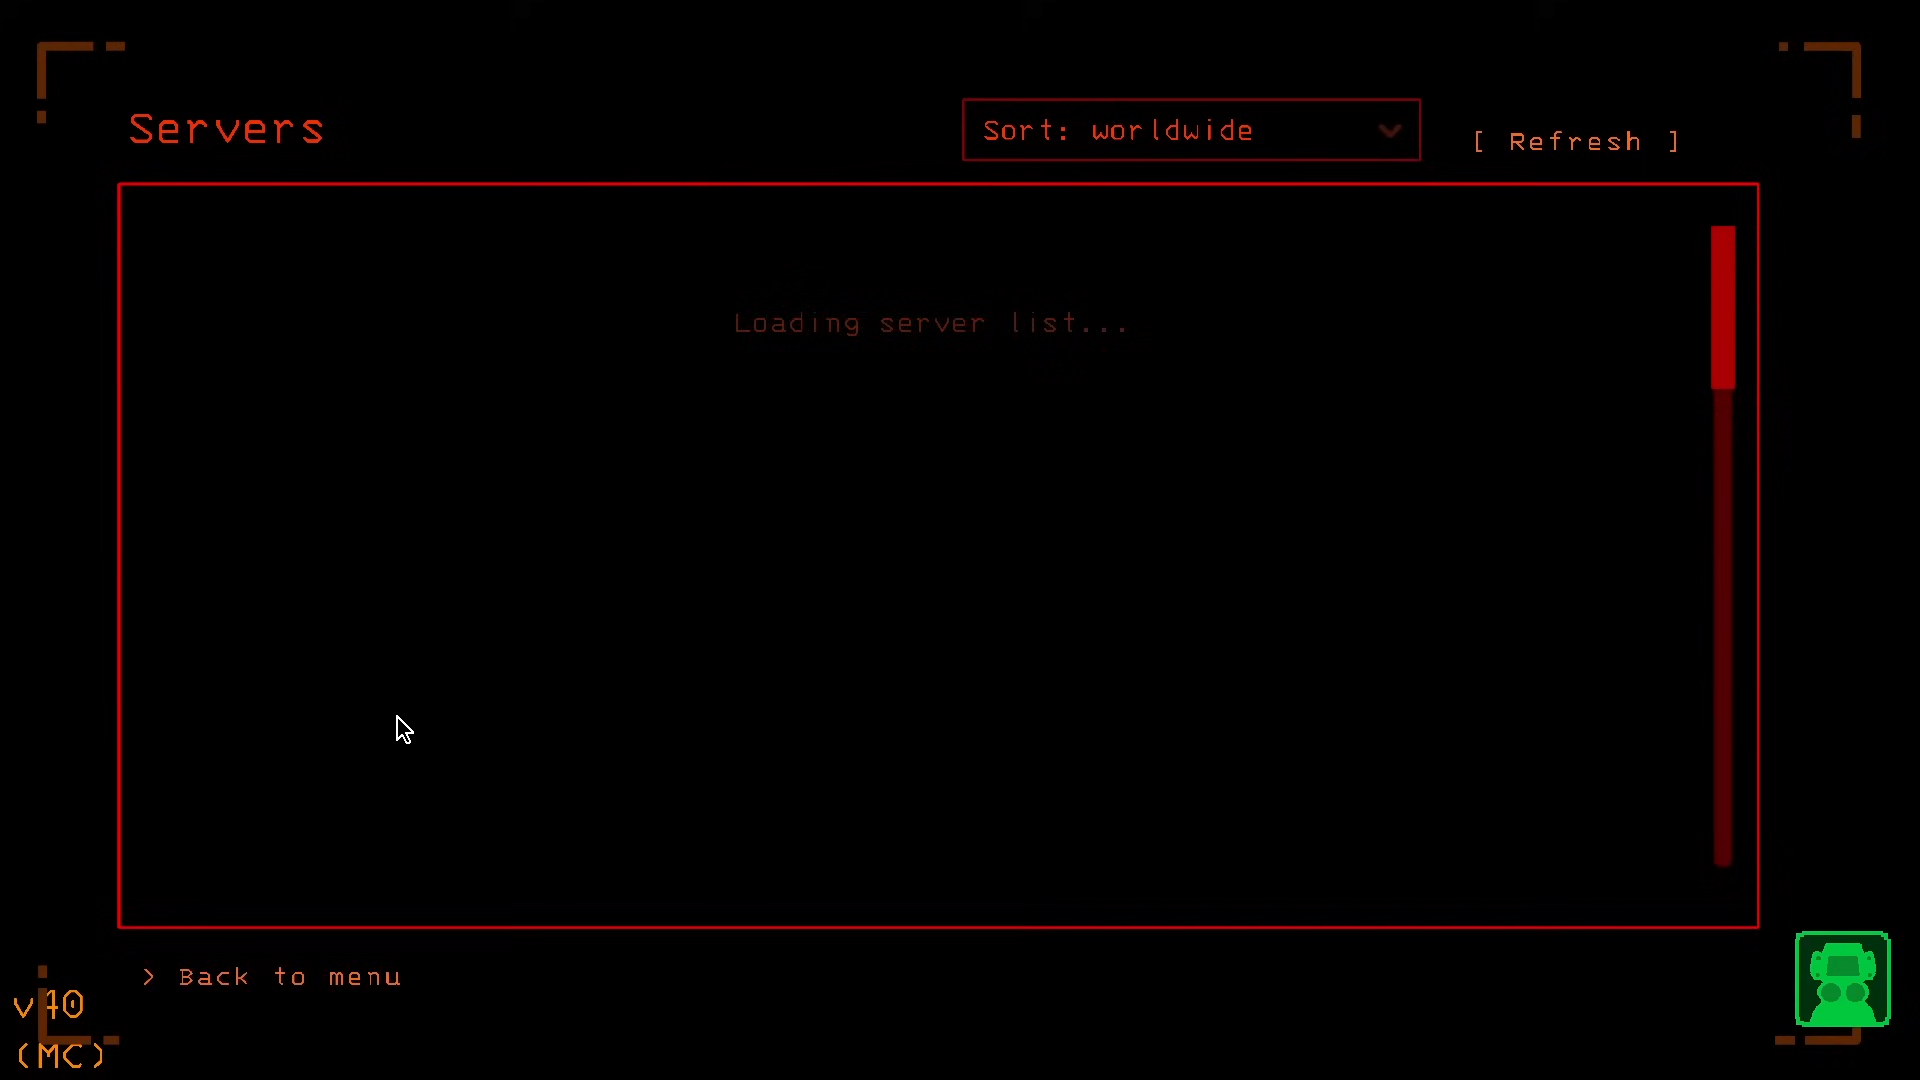 Servers
Sort: worldwide
[ Refresh ]
Loading server list...
> Back to menu
v40
(MC)